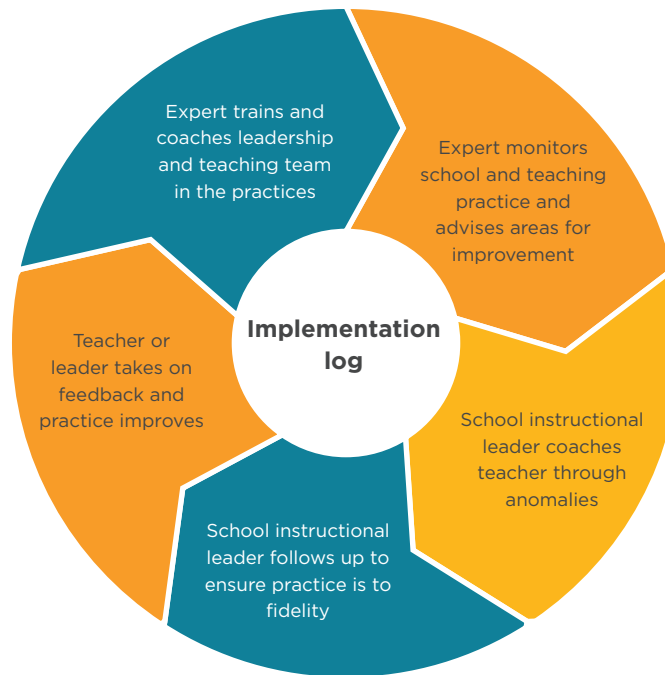 Expert trains and
coaches leadership
and teaching team
in the practices
Expert monitors
school and teaching
practice and
advises areas for
improvement
School instructional
leader coaches
teacher through
anomalies
School instructional
leader follows up to
ensure practice is to
fidelity
Teacher or
leader takes on
feedback and
practice improves
Implementation
log